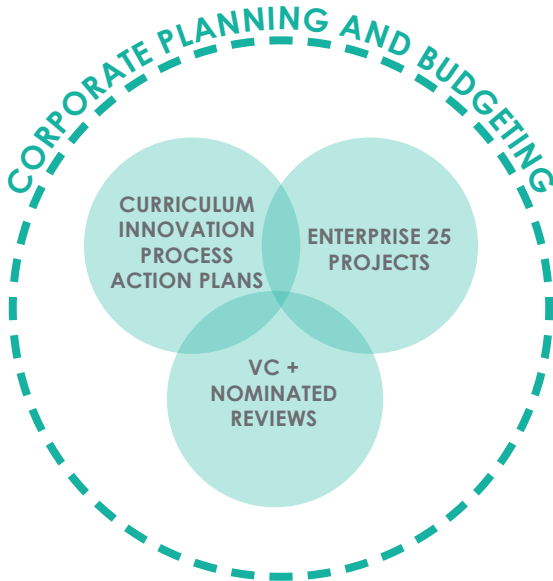 CORPORATE PLANNING AND BUDGETING
CURRICULUM
INNOVATION
PROCESS
ACTION PLANS
ENTERPRISE 25
PROJECTS
VC +
NOMINATED
REVIEWS